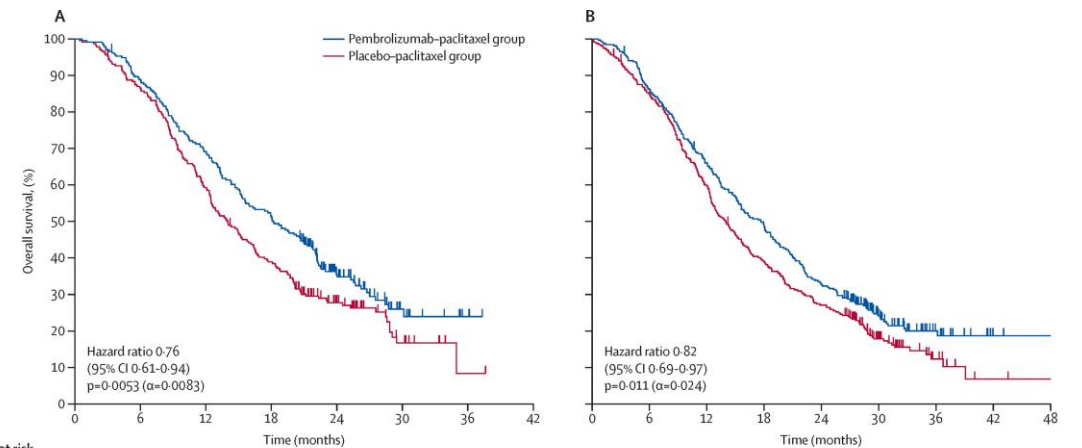 A
B
Pembrolizumab–paclitaxel group
Placebo–paclitaxel group
100
90
80
70
60
50
40
30
20
10
0
Overall survival, (%)
Hazard ratio 0·76
(95% CI 0·61–0·94)
p=0·0053 (α=0·0083)
0 6 12 18 24 30 36 42
Time (months)
Hazard ratio 0·82
(95% CI 0·69–0·97)
p=0·011 (α=0·024)
0 6 12 18 24 30 36 42 48
Time (months)